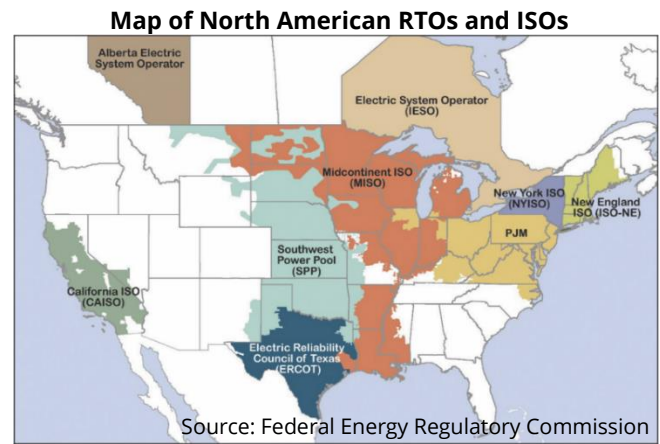 Map of North American RTOs and ISOs
Alberta Electric
System Operator
Electric System Operator
(IESO)
Midcontinent ISO
(MISO)
New York ISO
(NYISO)
New England
ISO (ISO-NE)
PJM
Southwest
Power Pool
(SPP)
California ISO
(CAISO)
Electric Reliability
Council of Texas
(ERCOT)
Source: Federal Energy Regulatory Commission